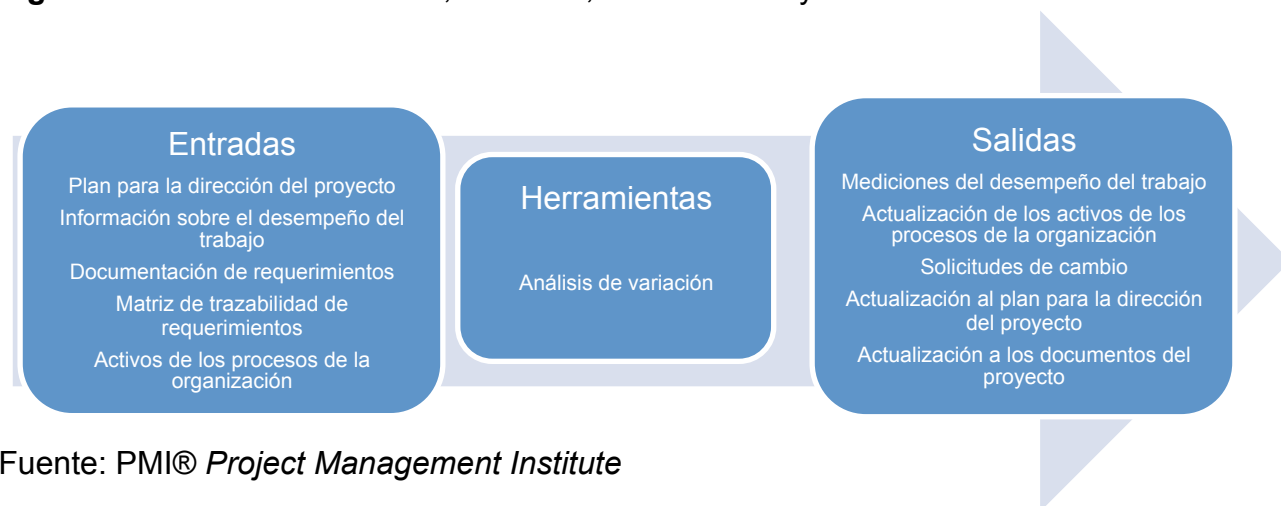 Entradas
Plan para la dirección del proyecto
Información sobre el desempeño del
trabajo
Documentación de requerimientos
Matriz de trazabilidad de
requerimientos
Activos de los procesos de la
organización
Herramientas
Análisis de variación
Salidas
Mediciones del desempeño del trabajo
Actualización de los activos de los
procesos de la organización
Solicitudes de cambio
Actualización al plan para la dirección
del proyecto
Actualización a los documentos del
proyecto
Fuente: PMI® Project Management Institute